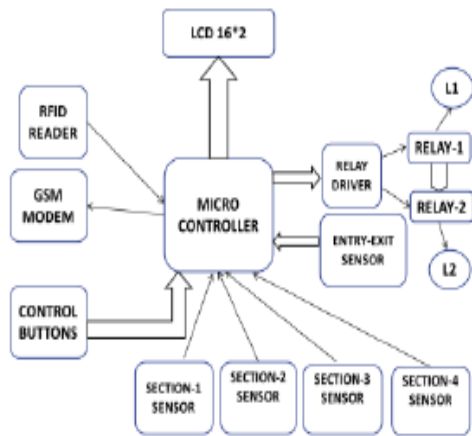 LCD 16*2
RFID
READER
GSM
MODEM
MICRO
CONTROLLER
CONTROL
BUTTONS
RELAY
DRIVER
L1
RELAY-1
RELAY-2
L2
ENTRY-EXIT
SENSOR
SECTION-1
SENSOR
SECTION-2
SENSOR
SECTION-3
SENSOR
SECTION-4
SENSOR